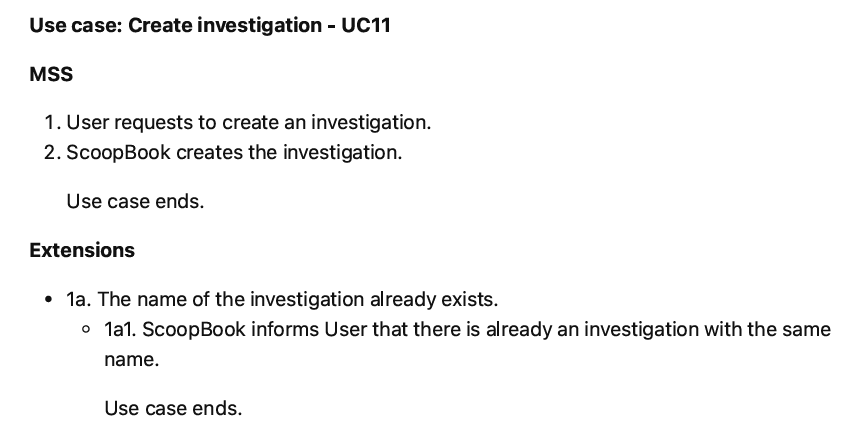 Use case: Create investigation - UC11
MSS
1. User requests to create an investigation.
2. ScoopBook creates the investigation.
Use case ends.
Extensions
• 1a. The name of the investigation already exists.
◦ 1a1. ScoopBook informs User that there is already an investigation with the same
name.
Use case ends.